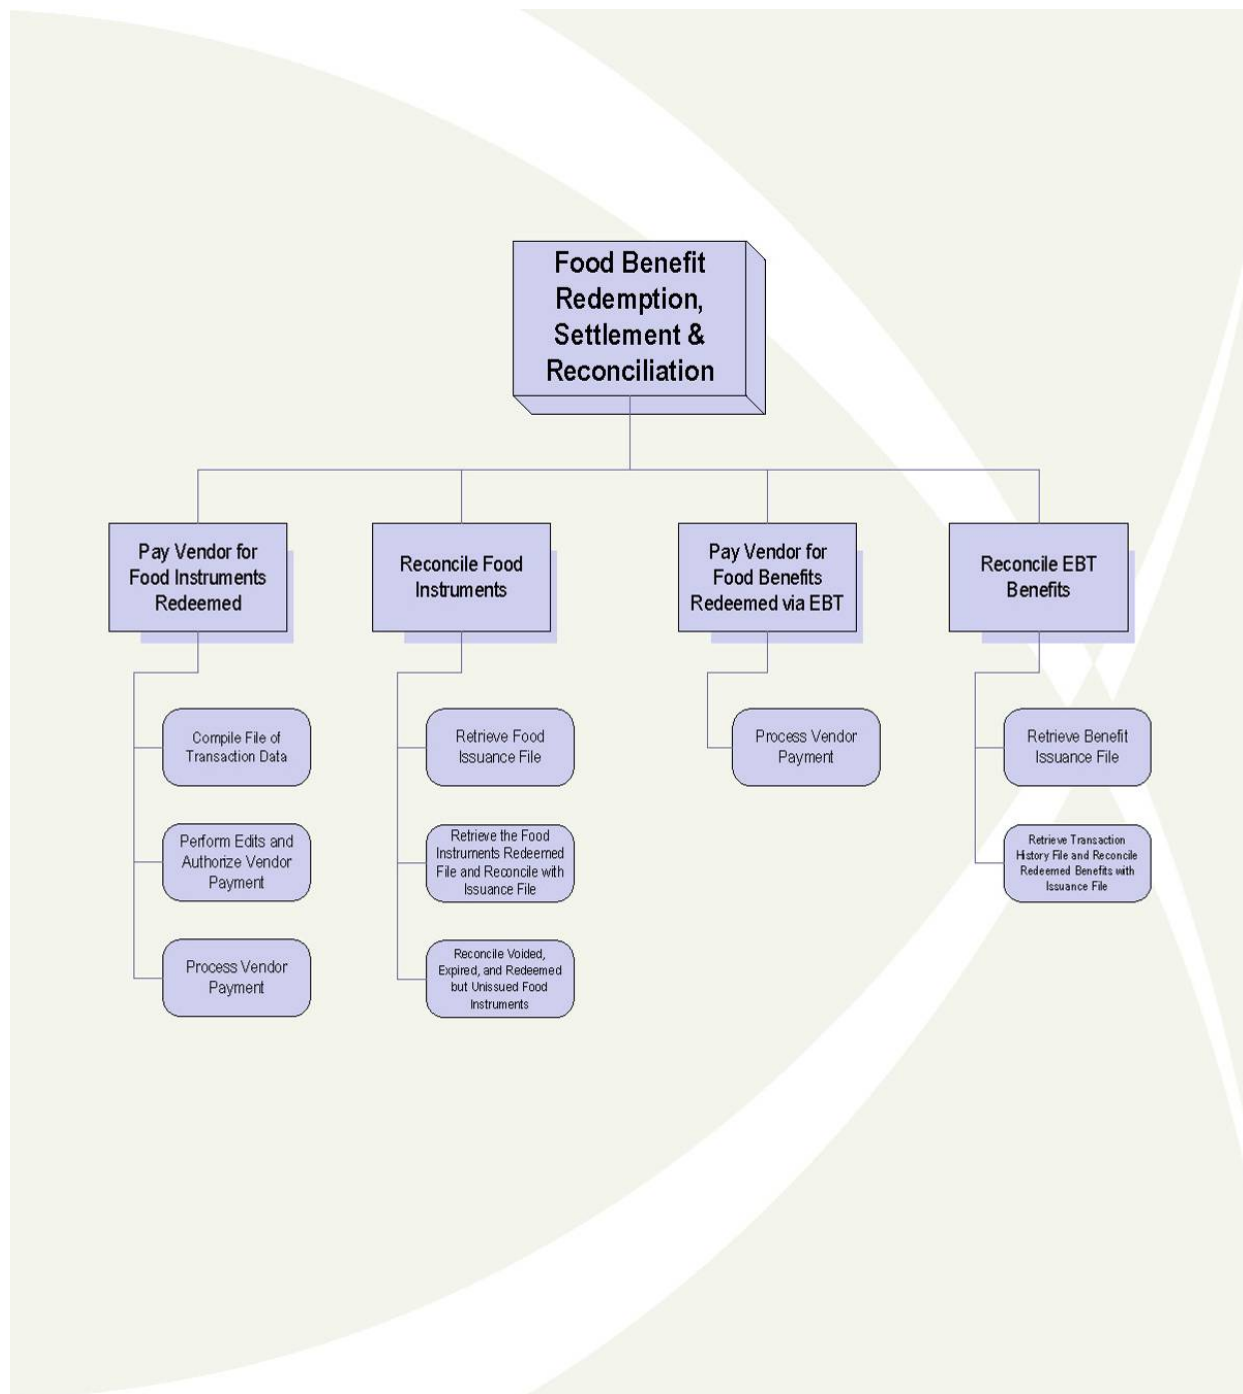 Food Benefit
Redemption,
Settlement &
Reconciliation
Pay Vendor for
Food Instruments
Redeemed
Reconcile Food
Instruments
Pay Vendor for
Food Benefits
Redeemed via EBT
Reconcile EBT
Benefits
Compile File of
Transaction Data
Perform Edits and
Authorize Vendor
Payment
Process Vendor
Payment
Retrieve Food
Issuance File
Retrieve the Food
Instruments Redeemed
File and Reconcile with
Issuance File
Reconcile Voided,
Expired, and Redeemed
but Unissued Food
Instruments
Process Vendor
Payment
Retrieve Benefit
Issuance File
Retrieve Transaction
History File and Reconcile
Redeemed Benefits with
Issuance File